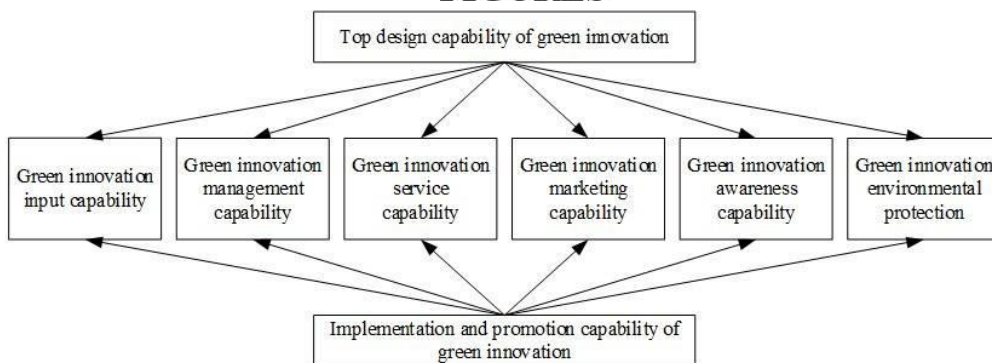 FIGURES
Top design capability of green innovation
Green innovation
input capability
Green innovation
management
capability
Green innovation
service
capability
Green innovation
marketing
capability
Green innovation
awareness
capability
Green innovation
environmental
protection
Implementation and promotion capability of
green innovation